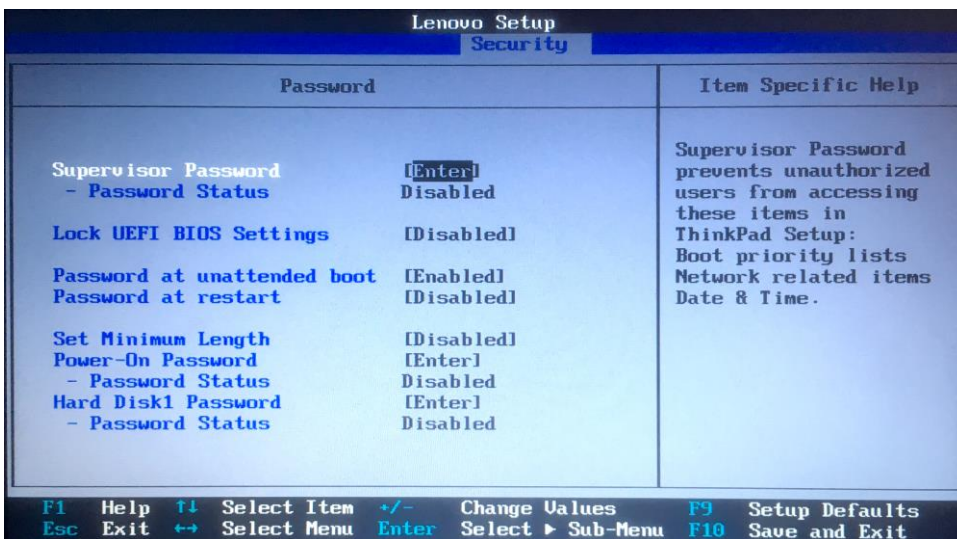 Lenovo Setup
Security
Password
Item Specific Help
Supervisor Password [Enter]
- Password Status Disabled
Lock UEFI BIOS Settings [Disabled]
Password at unattended boot [Enabled]
Password at restart [Disabled]
Set Minimum Length [Disabled]
Power-On Password [Enter]
- Password Status Disabled
Hard Disk1 Password [Enter]
- Password Status Disabled
Supervisor Password
prevents unauthorized
users from accessing
these items in
ThinkPad Setup:
Boot priority lists
Network related items
Date & Time.
F1 Help ↑↓ Select Item +/- Change Values F9 Setup Defaults
Esc Exit ↔ Select Menu Enter Select ▶ Sub-Menu F10 Save and Exit